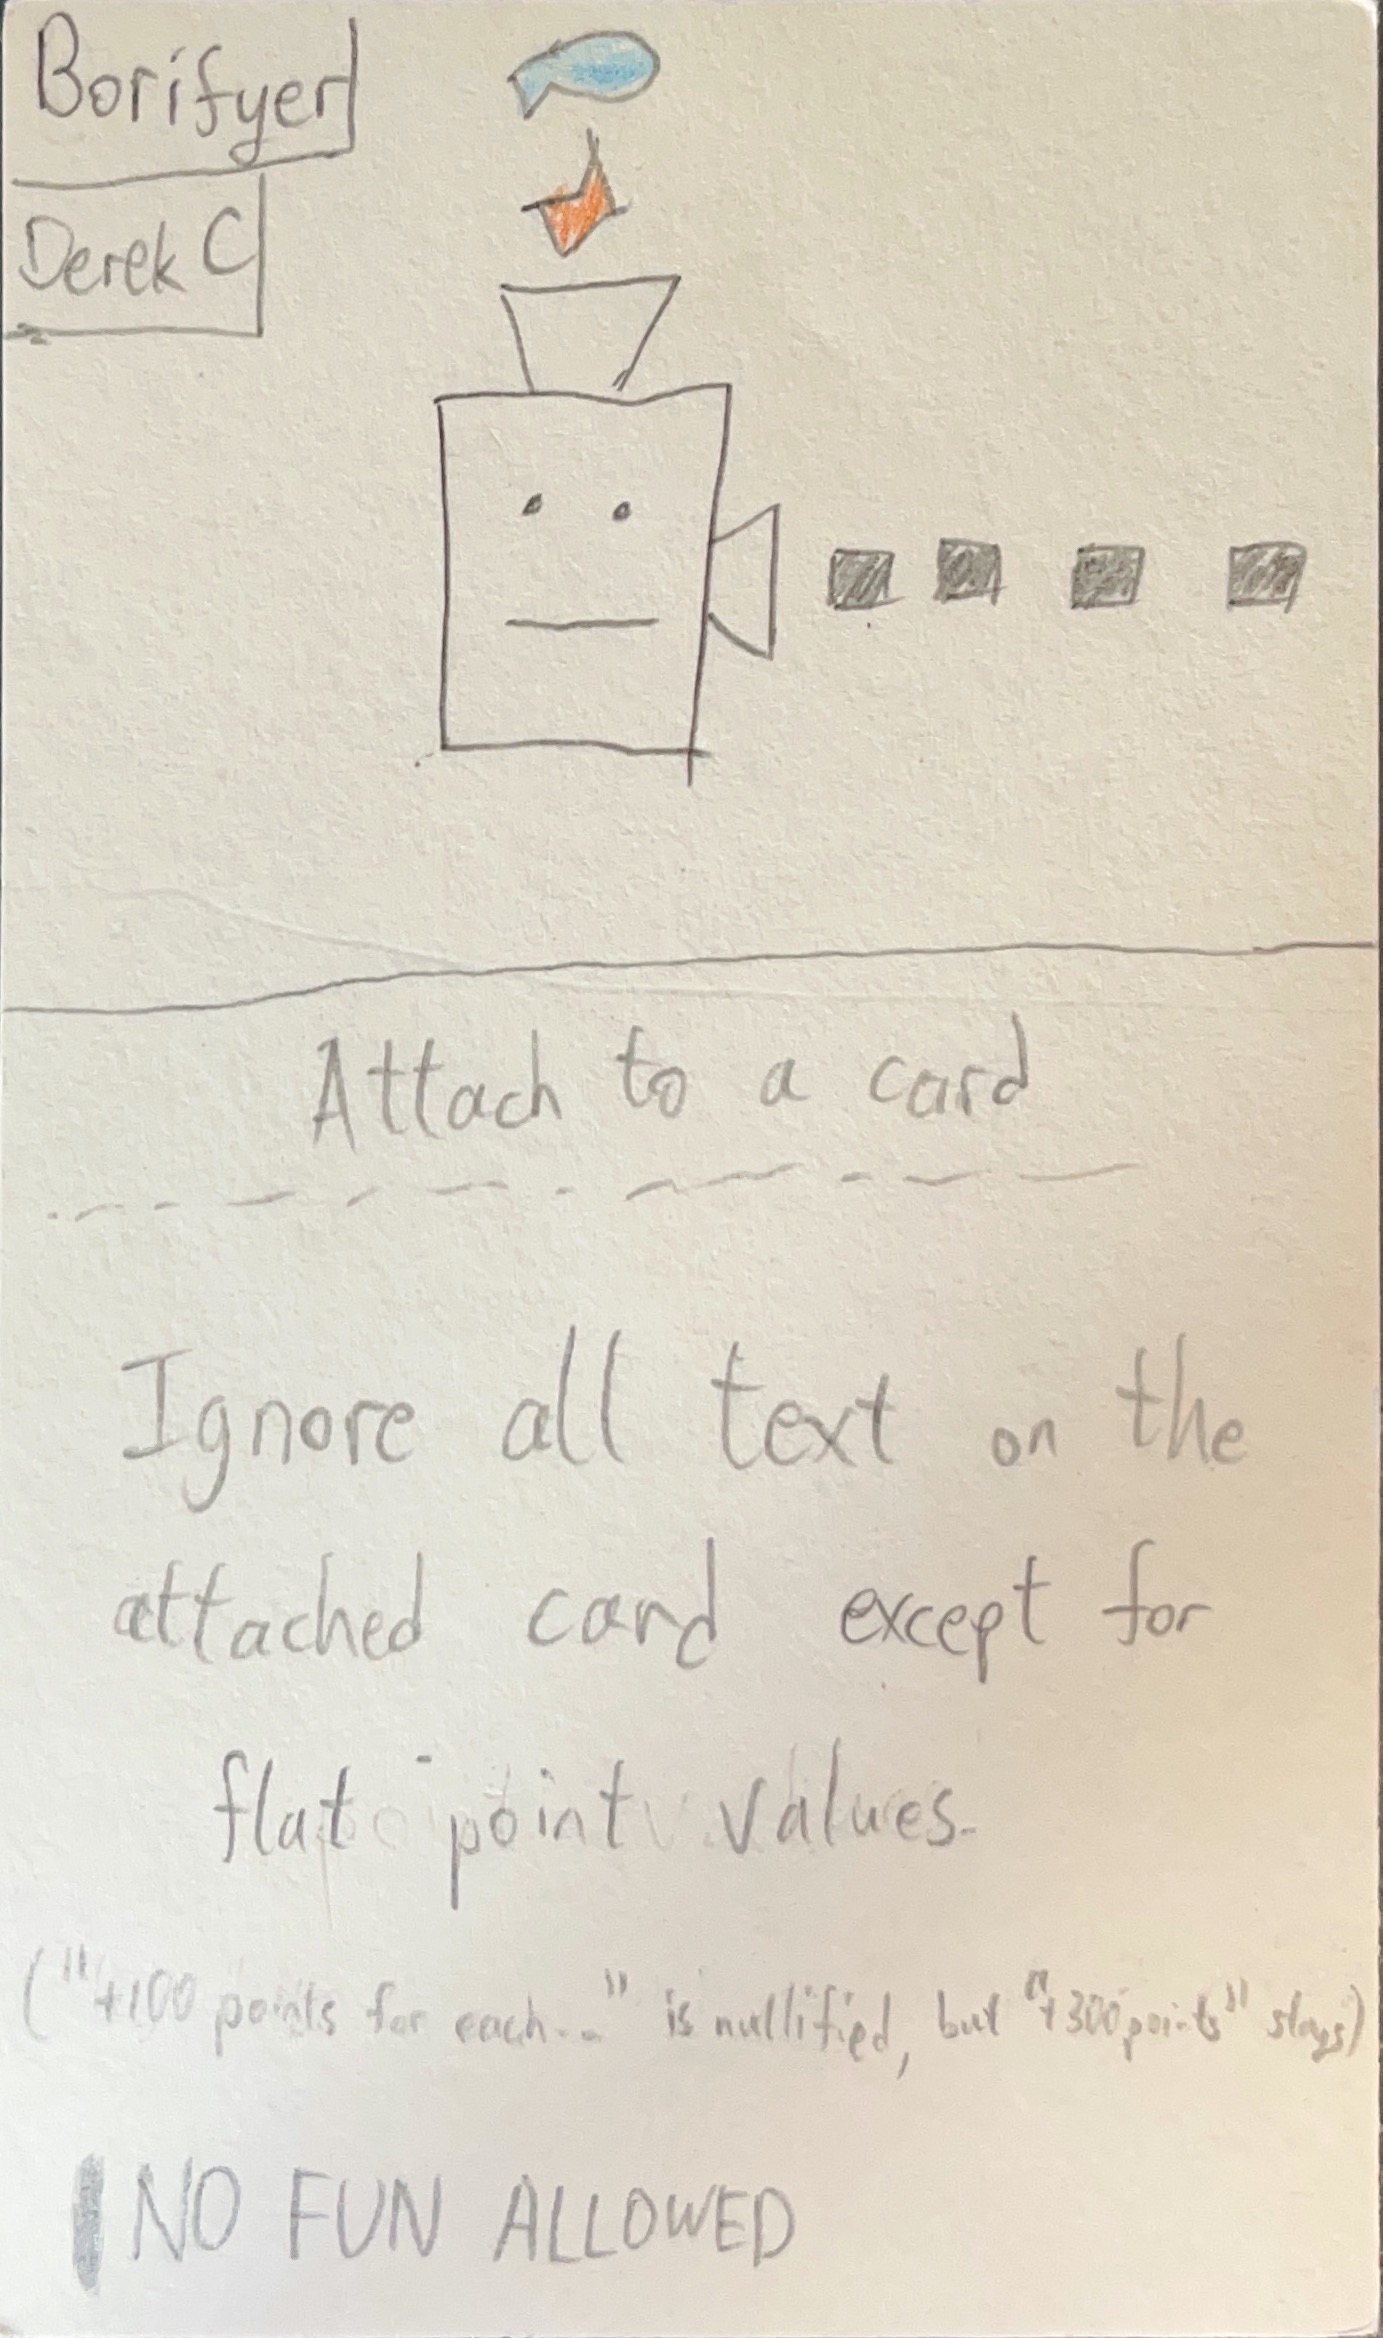 Borifyer
Derek C
Attach to a card
Ignore all text on the
attached card except for
flat point values.
("+100 points for each..." is nullified, but "+300 points" stays)
NO FUN ALLOWED